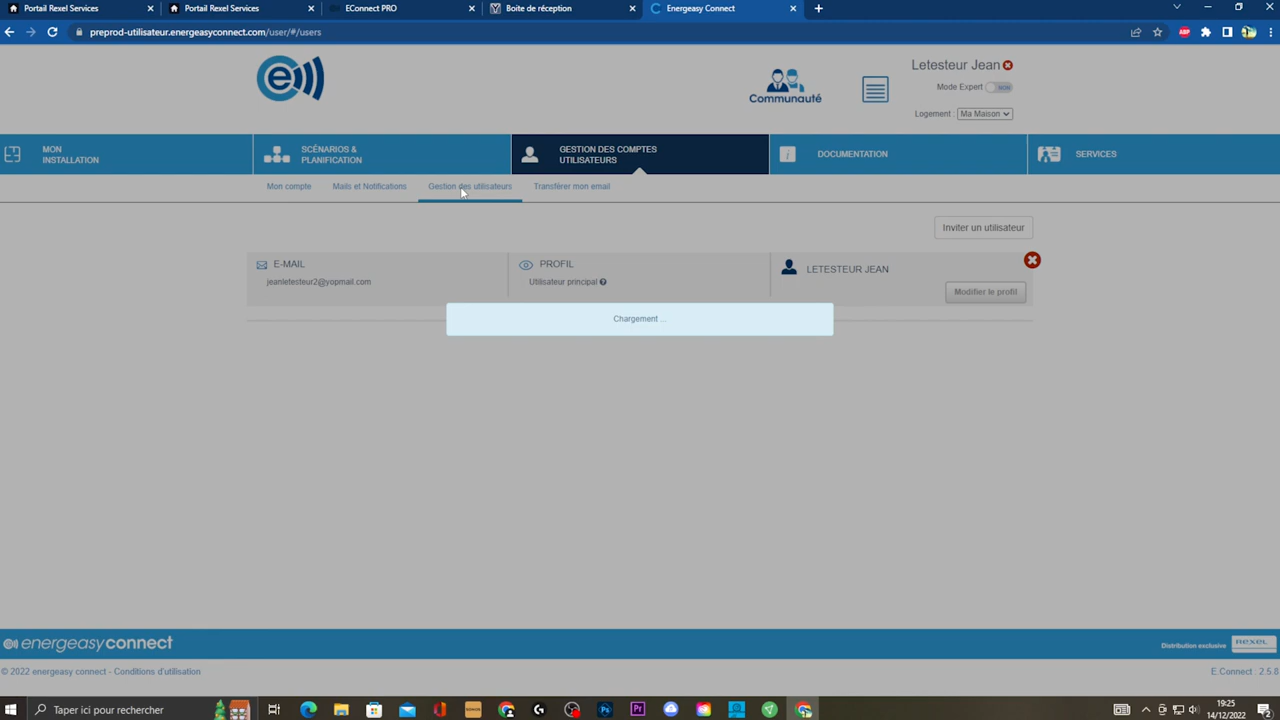 Portail Rexel Services
Portail Rexel Services
EConnect PRO
Boite de réception
Energeasy Connect
preprod-utilisateur.energeasyconnect.com/user/#/users
e
Communauté
Letesteur Jean
Mode Expert NON
Logement : Ma Maison
MON
INSTALLATION
SCÉNARIOS &
PLANIFICATION
GESTION DES COMPTES
UTILISATEURS
DOCUMENTATION
SERVICES
Mon compte
Mails et Notifications
Gestion des utilisateurs
Transférer mon email
Inviter un utilisateur
E-MAIL
jeanletesteur2@yopmail.com
PROFIL
Utilisateur principal
LETESTEUR JEAN
Modifier le profil
Chargement ...
energeasyconnect
Distribution exclusive REXEL
© 2022 energeasy connect - Conditions d'utilisation
E.Connect : 2.5.8
Taper ici pour rechercher
19:25
14/12/2022